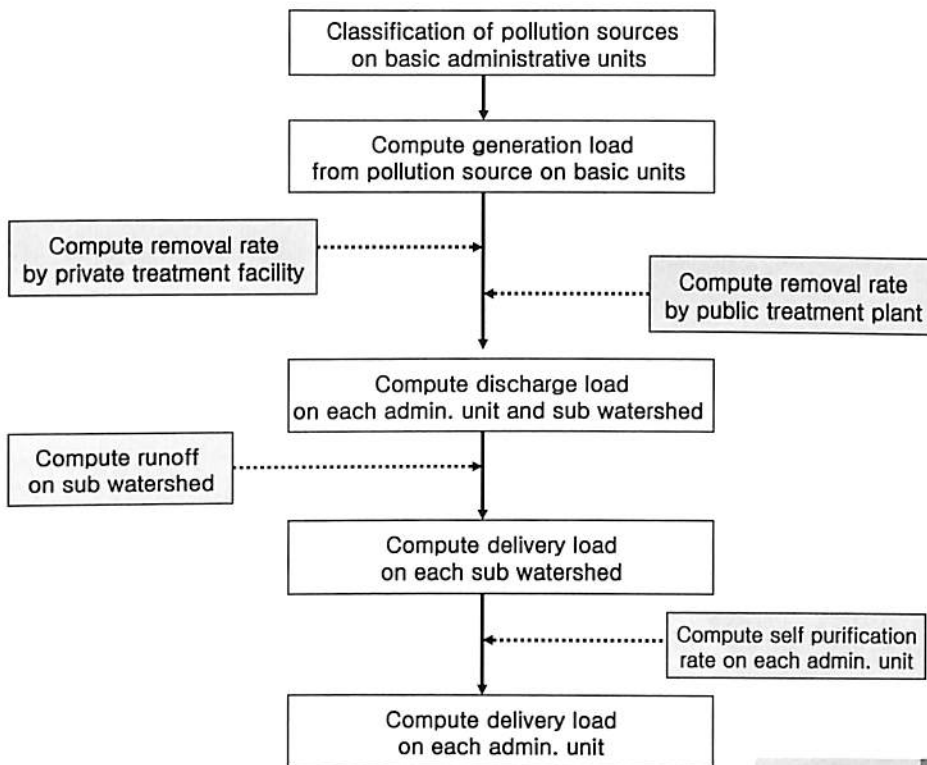 Classification of pollution sources
on basic administrative units
Compute generation load
from pollution source on basic units
Compute removal rate
by private treatment facility
Compute removal rate
by public treatment plant
Compute discharge load
on each admin. unit and sub watershed
Compute runoff
on sub watershed
Compute delivery load
on each sub watershed
Compute self purification
rate on each admin. unit
Compute delivery load
on each admin. unit